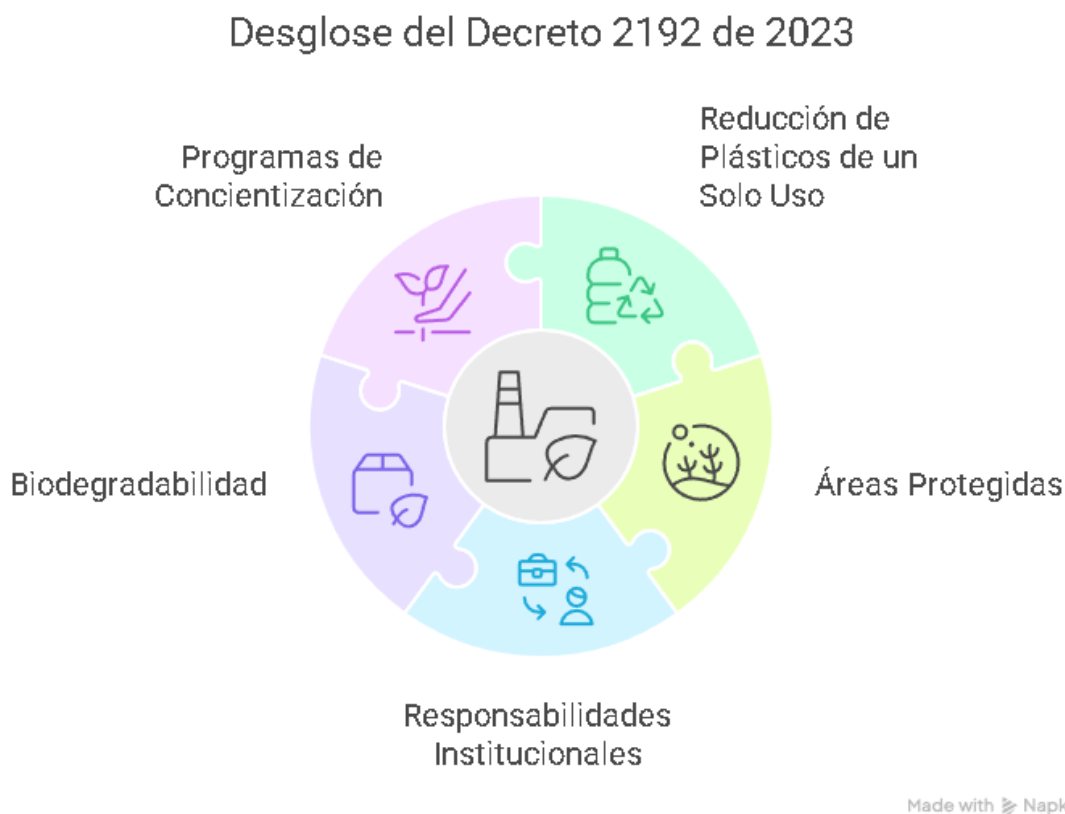 Desglose del Decreto 2192 de 2023
Reducción de
Plásticos de un
Solo Uso
Programas de
Concientización
Biodegradabilidad
Áreas Protegidas
Responsabilidades
Institucionales
Made with Napk